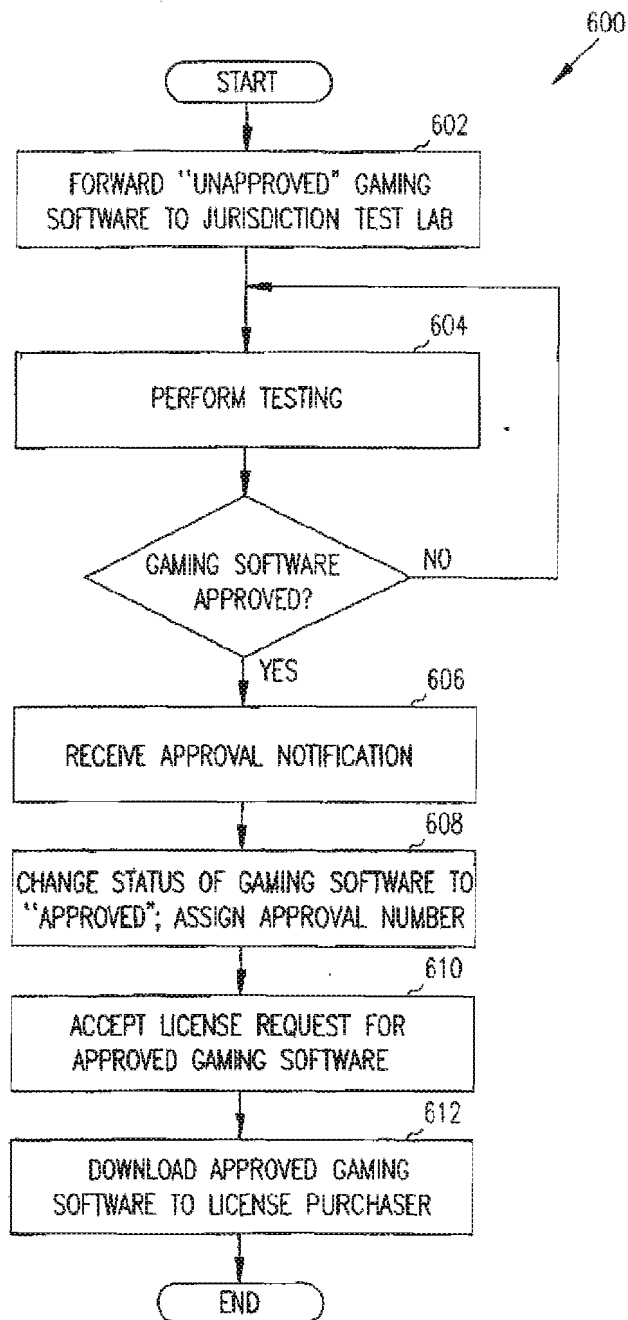 600
START
602
FORWARD "UNAPPROVED" GAMING
SOFTWARE TO JURISDICTION TEST LAB
604
PERFORM TESTING
GAMING SOFTWARE
APPROVED?
NO
YES
606
RECEIVE APPROVAL NOTIFICATION
608
CHANGE STATUS OF GAMING SOFTWARE TO
"APPROVED"; ASSIGN APPROVAL NUMBER
610
ACCEPT LICENSE REQUEST FOR
APPROVED GAMING SOFTWARE
612
DOWNLOAD APPROVED GAMING
SOFTWARE TO LICENSE PURCHASER
END